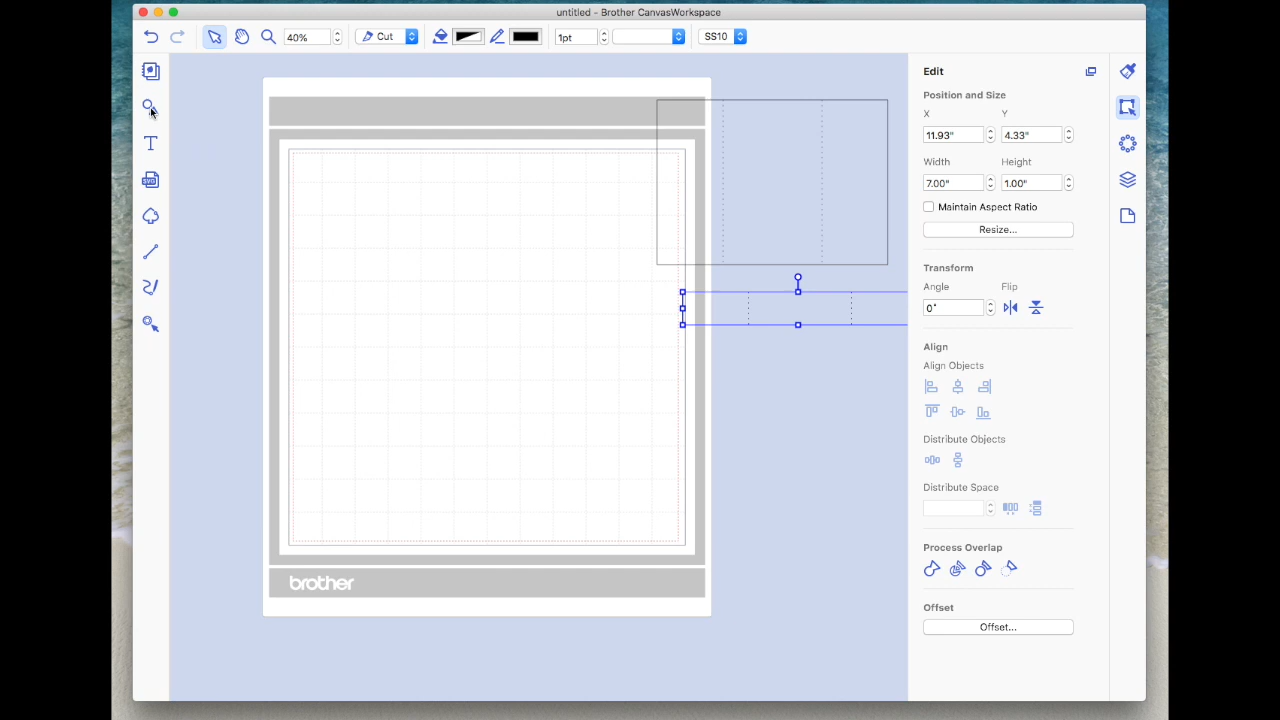 untitled - Brother CanvasWorkspace
40% Cut 1pt SS10
Edit
Position and Size
X Y
11.93" 4.33"
Width Height
7.00" 1.00"
Maintain Aspect Ratio
Resize...
Transform
Angle Flip
0°
Align
Align Objects
Distribute Objects
Distribute Space
Process Overlap
Offset
Offset...
T
SVG
brother